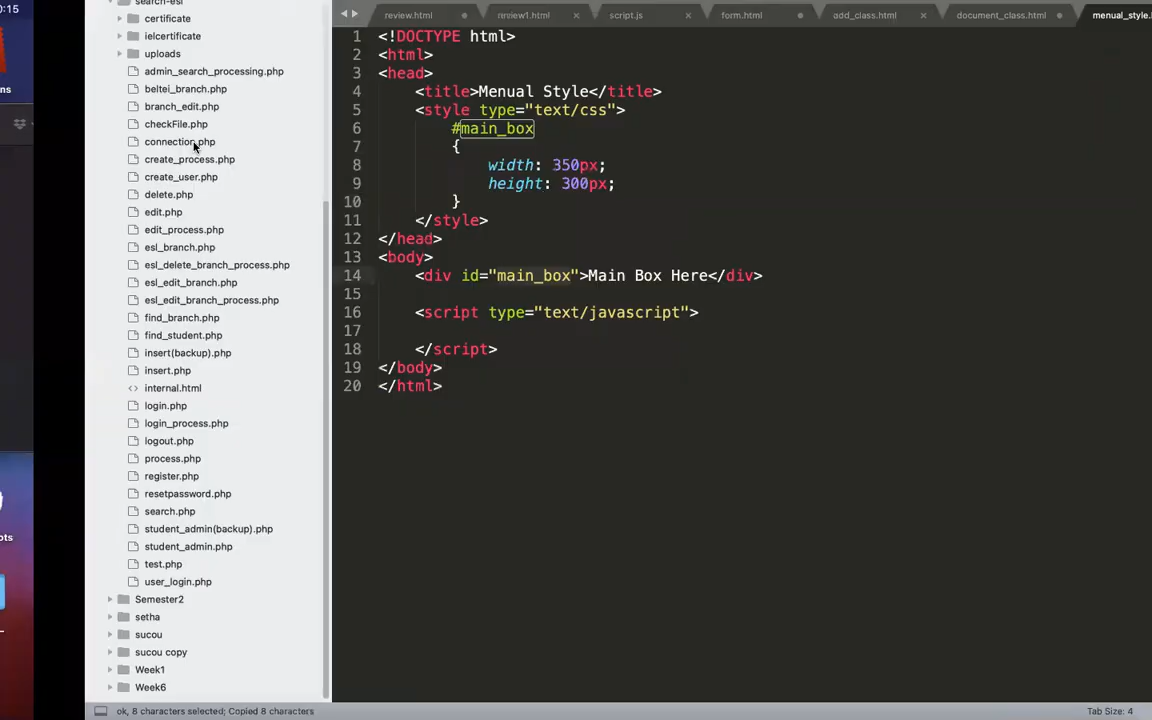 :15
ns
ots
search-esl
certificate
ielcertificate
uploads
admin_search_processing.php
beltei_branch.php
branch_edit.php
checkFile.php
connection.php
create_process.php
create_user.php
delete.php
edit.php
edit_process.php
esl_branch.php
esl_delete_branch_process.php
esl_edit_branch.php
esl_edit_branch_process.php
find_branch.php
find_student.php
insert(backup).php
insert.php
internal.html
login.php
login_process.php
logout.php
process.php
register.php
resetpassword.php
search.php
student_admin(backup).php
student_admin.php
test.php
user_login.php
Semester2
setha
sucou
sucou copy
Week1
Week6
review.html
review1.html
script.js
form.html
add_class.html
document_class.html
menual_style.
1 <!DOCTYPE html>
2 <html>
3 <head>
4 <title>Menual Style</title>
5 <style type="text/css">
6 #main_box
7 {
8 width: 350px;
9 height: 300px;
10 }
11 </style>
12 </head>
13 <body>
14 <div id="main_box">Main Box Here</div>
15
16 <script type="text/javascript">
17
18 </script>
19 </body>
20 </html>
ok, 8 characters selected; Copied 8 characters
Tab Size: 4